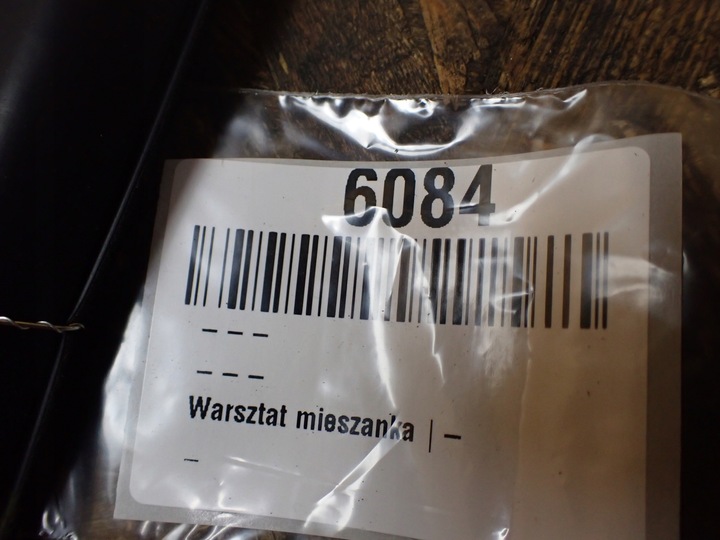 6084
– – –
– – –
Warsztat mieszanka | –
–